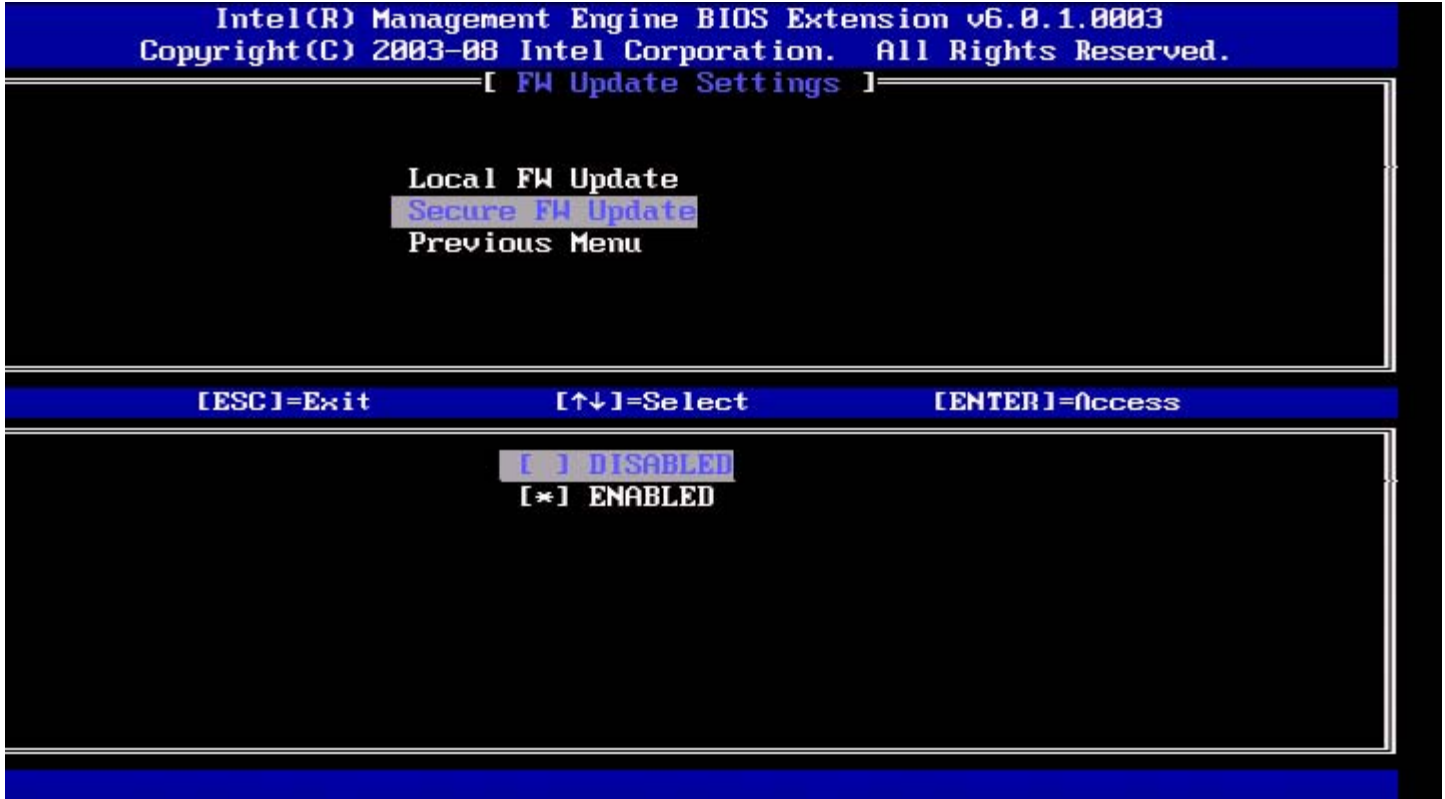 Intel(R) Management Engine BIOS Extension v6.0.1.0003
Copyright(C) 2003-08 Intel Corporation. All Rights Reserved.
[ FW Update Settings ]
Local FW Update
Secure FW Update
Previous Menu
[ESC]=Exit [↑↓]=Select [ENTER]=Access
[ ] DISABLED
[*] ENABLED